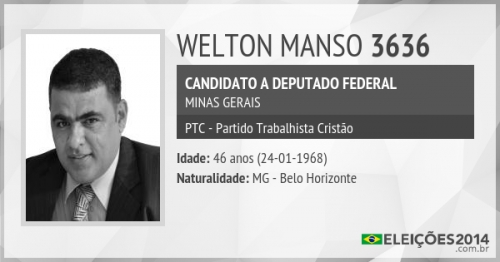 WELTON MANSO 3636
CANDIDATO A DEPUTADO FEDERAL
MINAS GERAIS
PTC - Partido Trabalhista Cristão
Idade: 46 anos (24-01-1968)
Naturalidade: MG - Belo Horizonte
ELEIÇÕES2014
.com.br